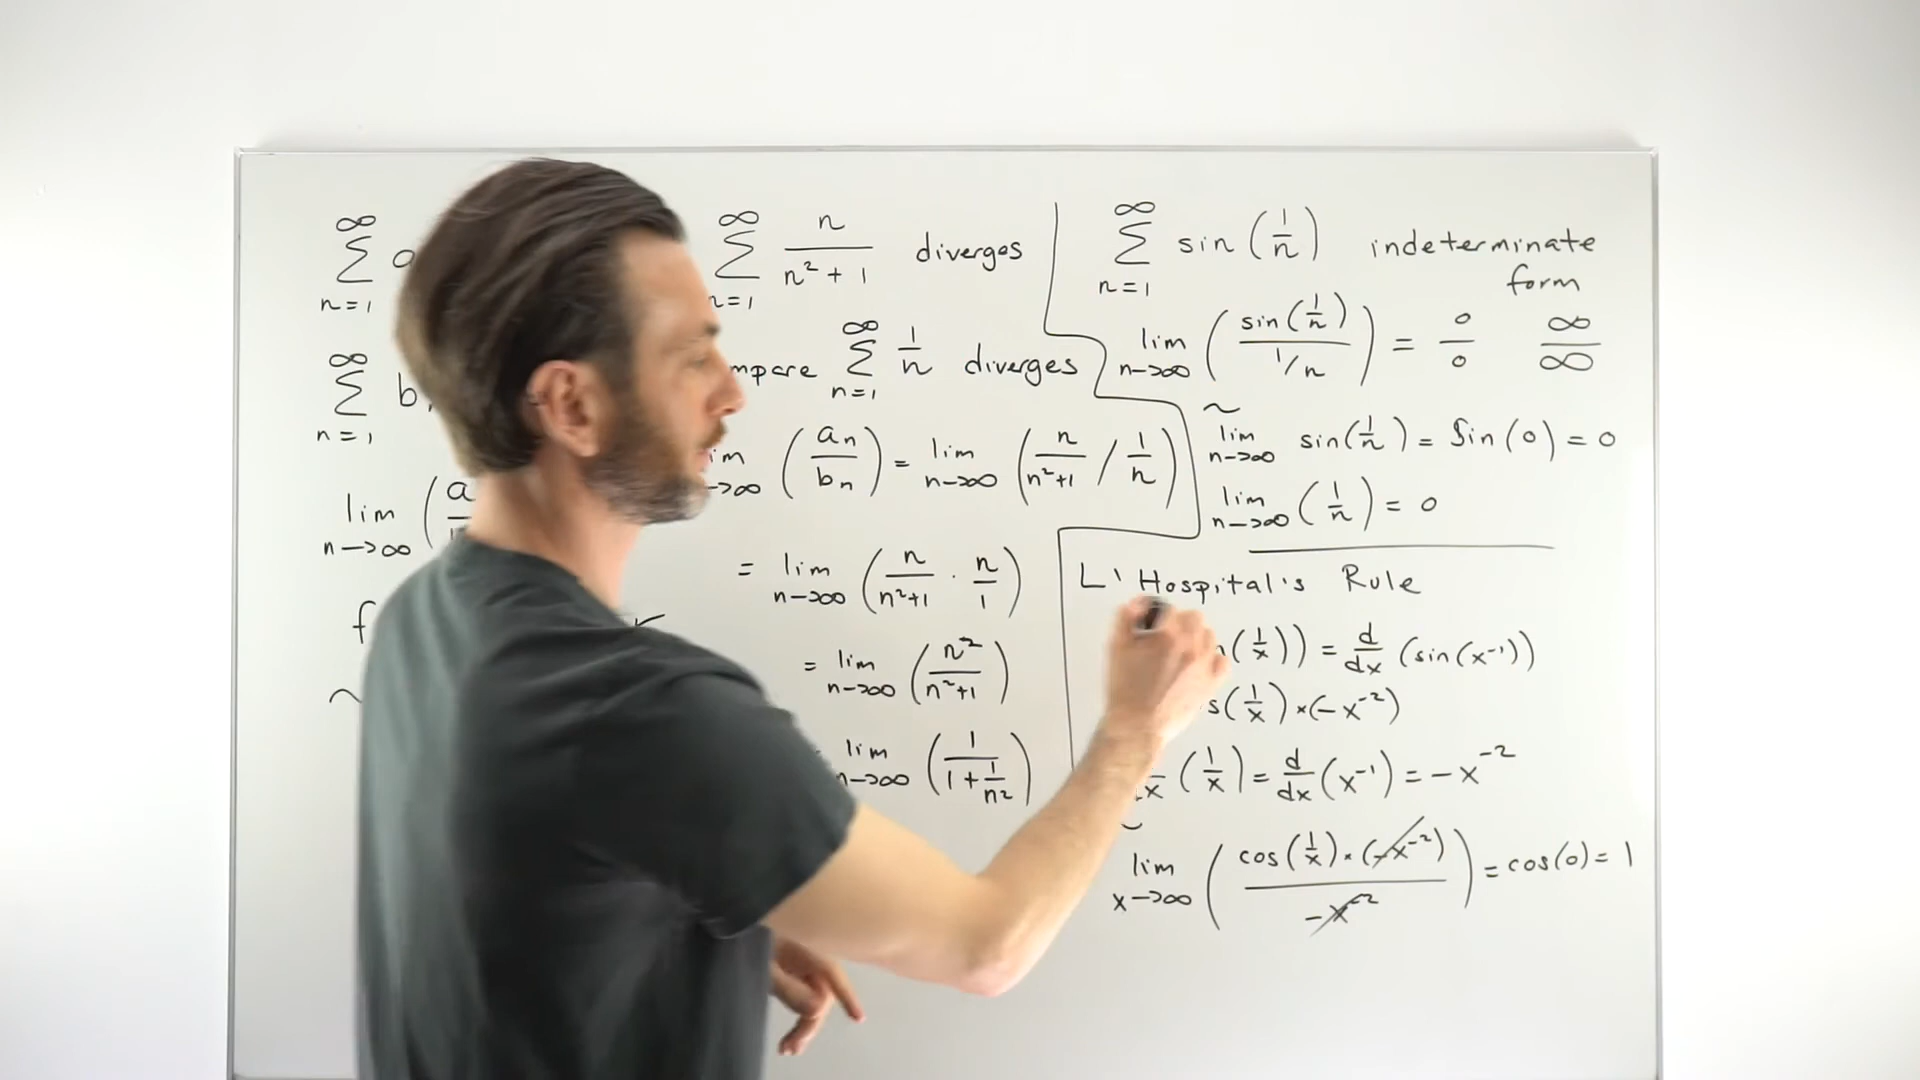 ∞
Σ
n=1
∞
Σ b
n=1
lim (a
n→∞
f
∞
Σ n/(n²+1) diverges
n=1
∞
Σ 1/n diverges
n=1
(aₙ/bₙ) = lim (n/(n²+1) / 1/n)
→∞ n→∞
= lim (n/(n²+1) · n/1)
n→∞
= lim (n²/(n²+1))
n→∞
lim (1/(1+1/n²))
n→∞
∞
Σ sin(1/n) indeterminate
n=1 form
lim (sin(1/n)/(1/n)) = 0/0 ∞/∞
n→∞
lim sin(1/n) = Sin(0) = 0
n→∞
lim (1/n) = 0
n→∞
L'Hospital's Rule
(1/x)) = d/dx (sin(x⁻¹))
s(1/x)×(-x⁻²)
(1/x) = d/dx (x⁻¹) = -x⁻²
lim (cos(1/x)·(-x⁻²)/-x⁻²) = cos(0) = 1
x→∞